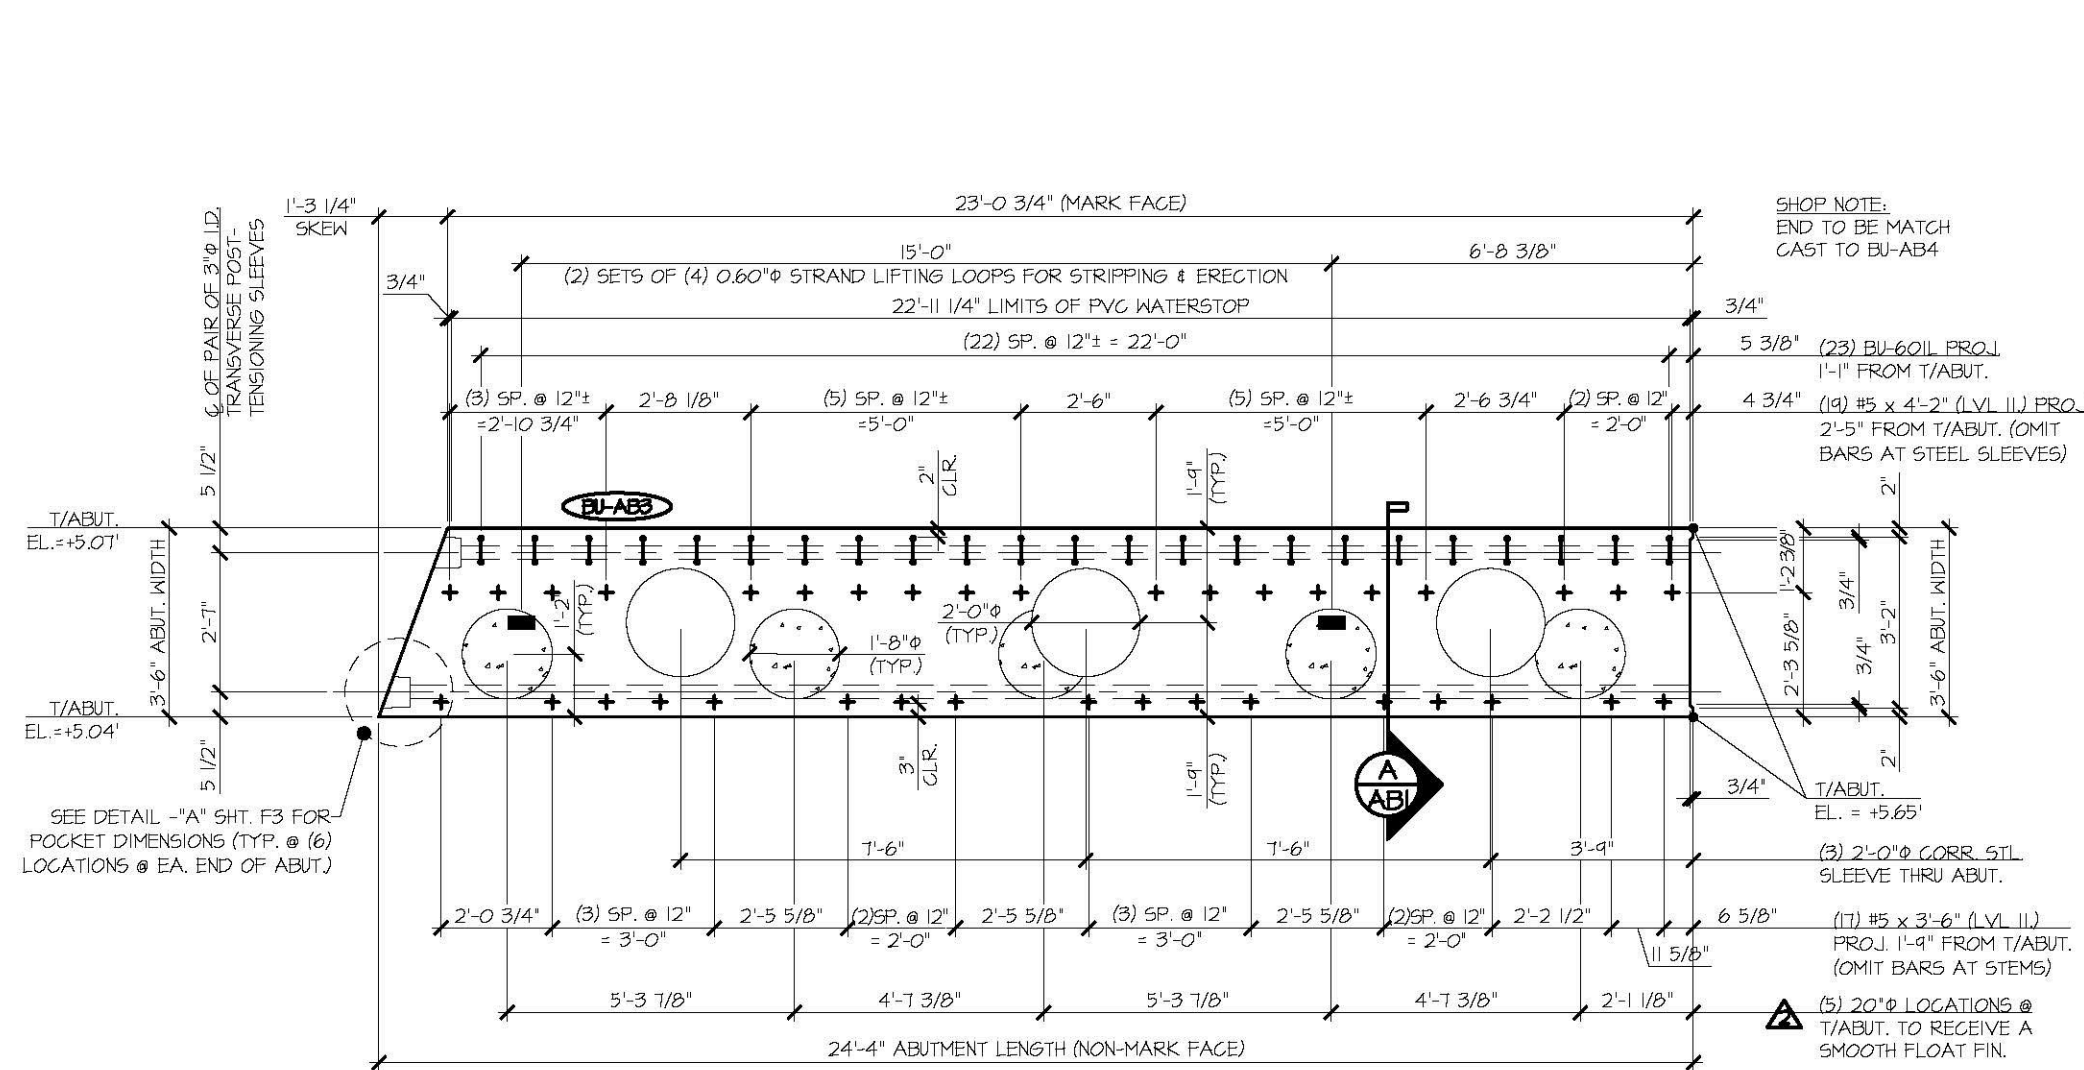 1'-3 1/4"
SKEW
23'-0 3/4" (MARK FACE)
SHOP NOTE:
END TO BE MATCH
CAST TO BU-AB4
15'-0"
6'-8 3/8"
(2) SETS OF (4) 0.60"Φ STRAND LIFTING LOOPS FOR STRIPPING & ERECTION
3/4"
22'-11 1/4" LIMITS OF PVC WATERSTOP
3/4"
(22) SP. @ 12"± = 22'-0"
5 3/8"
(23) BU-601L PROJ.
1'-1" FROM T/ABUT.
℄ OF PAIR OF 3"Φ I.D.
TRANSVERSE POST-
TENSIONING SLEEVES
(3) SP. @ 12"±
=2'-10 3/4"
2'-8 1/8"
(5) SP. @ 12"±
=5'-0"
2'-6"
(5) SP. @ 12"±
=5'-0"
2'-6 3/4"
(2) SP. @ 12"
= 2'-0"
4 3/4"
(19) #5 x 4'-2" (LVL II.) PROJ.
2'-5" FROM T/ABUT. (OMIT
BARS AT STEEL SLEEVES)
5 1/2"
2"
CLR.
1'-9"
(TYP.)
2"
BU-AB3
T/ABUT.
EL.=+5.07'
3'-6" ABUT. WIDTH
2'-7"
1'-2
(TYP.)
2'-0"Φ
(TYP.)
1'-8"Φ
(TYP.)
1'-2 3/8"
2'-3 5/8"
3/4"
3/4"
3'-2"
3'-6" ABUT. WIDTH
T/ABUT.
EL.=+5.04'
5 1/2"
3"
CLR.
1'-9"
(TYP.)
A
AB1
2"
3/4"
T/ABUT.
EL. = +5.65'
SEE DETAIL -"A" SHT. F3 FOR
POCKET DIMENSIONS (TYP. @ (6)
LOCATIONS @ EA. END OF ABUT.)
7'-6"
7'-6"
3'-9"
(3) 2'-0"Φ CORR. STL.
SLEEVE THRU ABUT.
2'-0 3/4"
(3) SP. @ 12"
= 3'-0"
2'-5 5/8"
(2)SP. @ 12"
= 2'-0"
2'-5 5/8"
(3) SP. @ 12"
= 3'-0"
2'-5 5/8"
(2)SP. @ 12"
= 2'-0"
2'-2 1/2"
11 5/8"
6 5/8"
(17) #5 x 3'-6" (LVL II.)
PROJ. 1'-9" FROM T/ABUT.
(OMIT BARS AT STEMS)
5'-3 7/8"
4'-7 3/8"
5'-3 7/8"
4'-7 3/8"
2'-1 1/8"
2
(5) 20"Φ LOCATIONS @
T/ABUT. TO RECEIVE A
SMOOTH FLOAT FIN.
24'-4" ABUTMENT LENGTH (NON-MARK FACE)